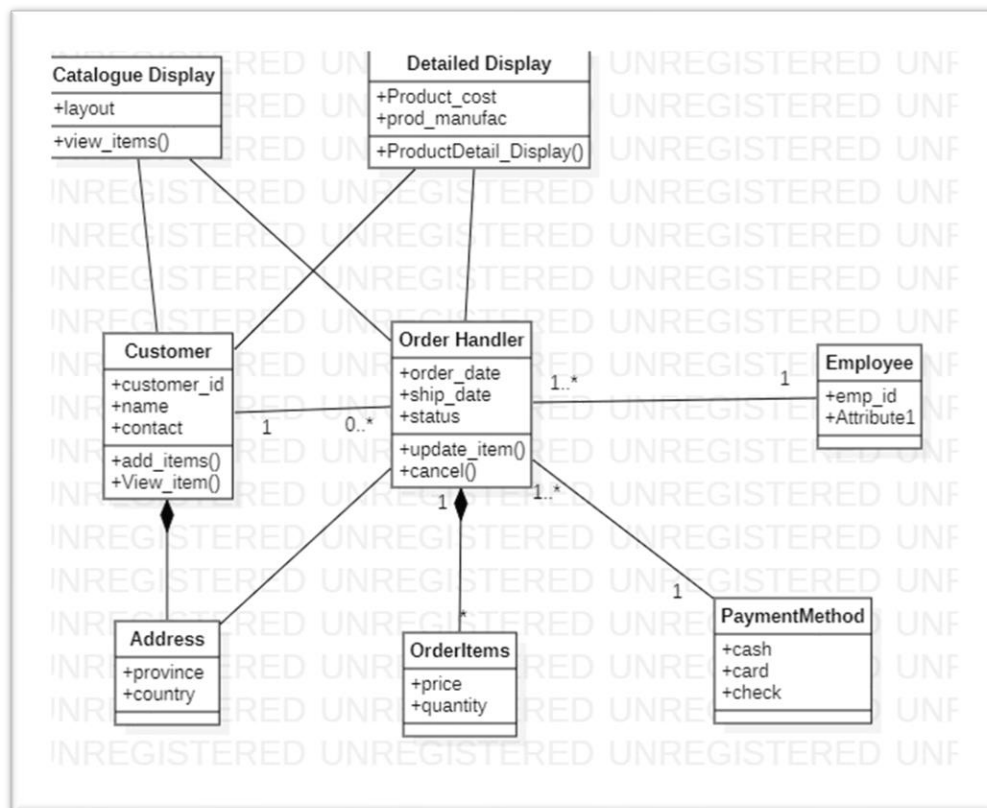 Catalogue Display
+layout
+view_items()
Detailed Display
+Product_cost
+prod_manufac
+ProductDetail_Display()
Customer
+customer_id
+name
+contact
+add_items()
+View_item()
Order Handler
+order_date
+ship_date
+status
+update_item()
+cancel()
Employee
+emp_id
+Attribute1
1
0..*
1..*
1
1
*
1..*
1
Address
+province
+country
OrderItems
+price
+quantity
PaymentMethod
+cash
+card
+check
UNREGISTERED